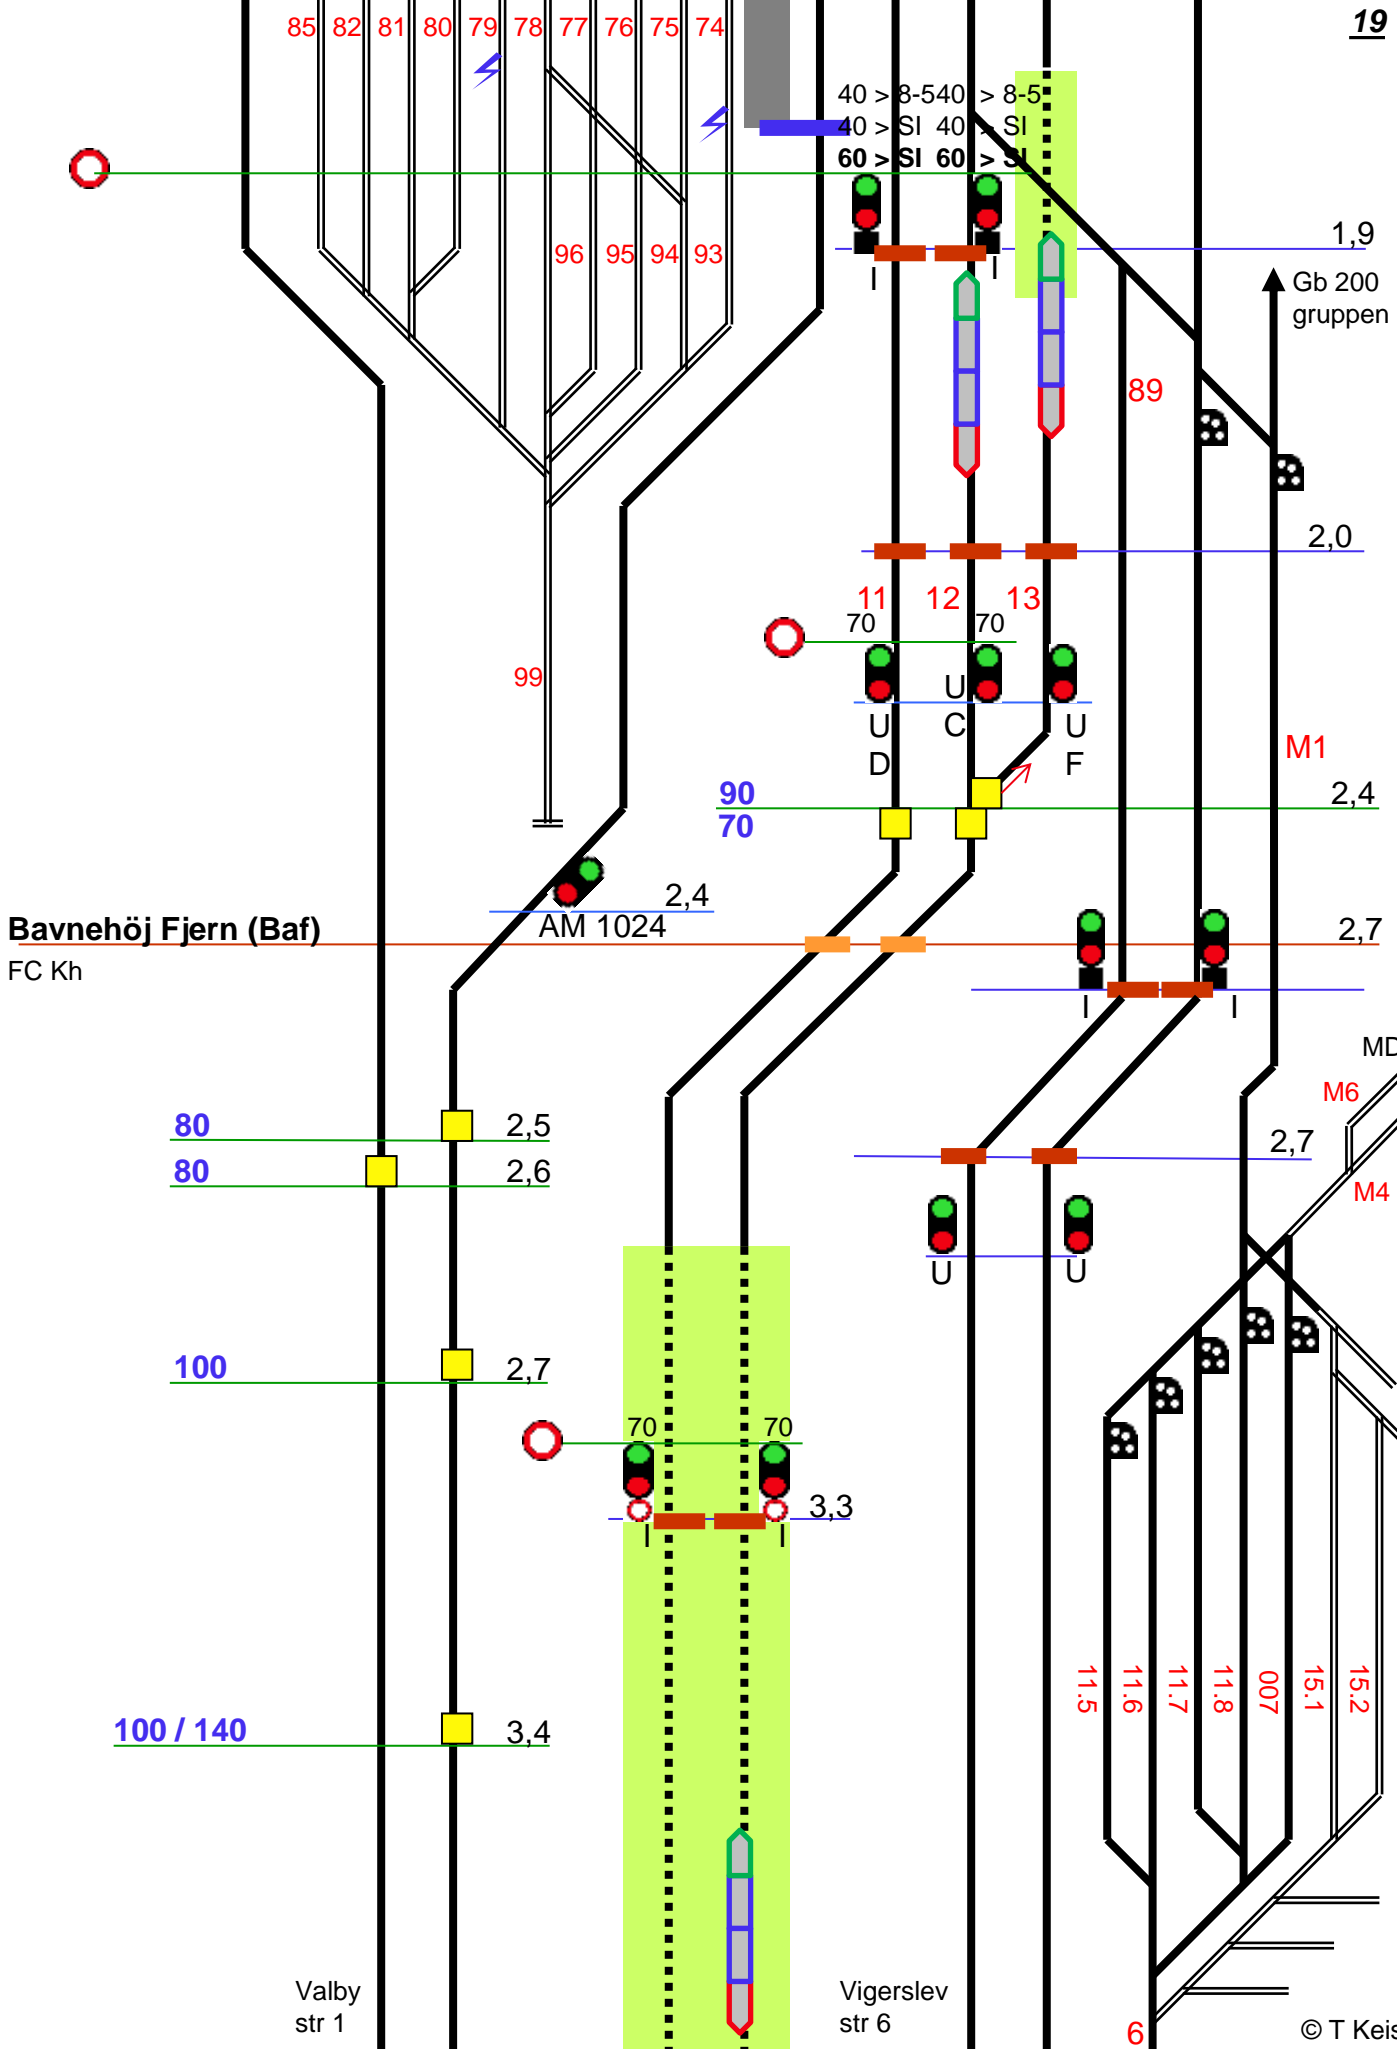 19
85 82 81 80 79 78 77 76 75 74
40 > 8-5 40 > 8-5
40 > SI 40 > SI
60 > SI 60 > SI
96 95 94 93
1,9
I I
Gb 200
gruppen
89
2,0
11 12 13
70 70
99
U
U C U
D F
M1
90
2,4
70
2,4
AM 1024
Bavnehöj Fjern (Baf)
2,7
FC Kh
I I
MD
M6
80
2,5
2,7
80
2,6
M4
U U
100
2,7
70 70
3,3
I I
11.5 11.6 11.7 11.8 007 15.1 15.2
100 / 140
3,4
Valby
str 1
Vigerslev
str 6
6
© T Keis